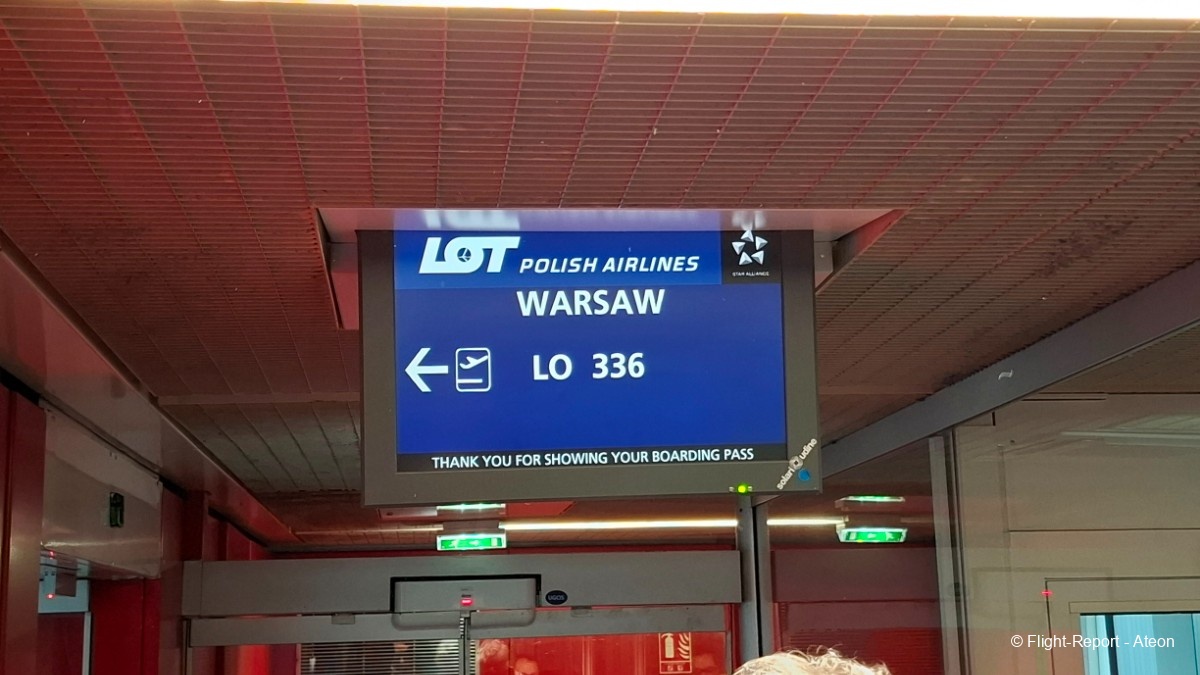 LOT POLISH AIRLINES
STAR ALLIANCE
WARSAW
LO 336
THANK YOU FOR SHOWING YOUR BOARDING PASS
solari udine
UGOS
© Flight-Report - Ateon